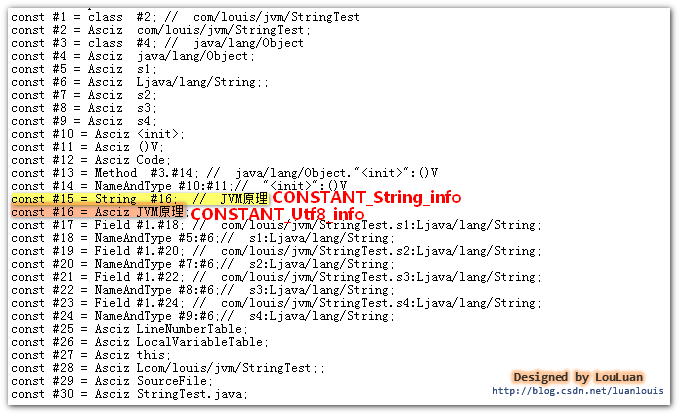 const #1 = class  #2; //  com/louis/jvm/StringTest
const #2 = Asciz  com/louis/jvm/StringTest;
const #3 = class  #4; //  java/lang/Object
const #4 = Asciz  java/lang/Object;
const #5 = Asciz  s1;
const #6 = Asciz  Ljava/lang/String;;
const #7 = Asciz  s2;
const #8 = Asciz  s3;
const #9 = Asciz  s4;
const #10 = Asciz <init>;
const #11 = Asciz ()V;
const #12 = Asciz Code;
const #13 = Method  #3.#14; //  java/lang/Object."<init>":()V
const #14 = NameAndType #10:#11;//  "<init>":()V
const #15 = String  #16;  //  JVM原理 CONSTANT_String_info
const #16 = Asciz JVM原理; CONSTANT_Utf8_info
const #17 = Field #1.#18; //  com/louis/jvm/StringTest.s1:Ljava/lang/String;
const #18 = NameAndType #5:#6;//  s1:Ljava/lang/String;
const #19 = Field #1.#20; //  com/louis/jvm/StringTest.s2:Ljava/lang/String;
const #20 = NameAndType #7:#6;//  s2:Ljava/lang/String;
const #21 = Field #1.#22; //  com/louis/jvm/StringTest.s3:Ljava/lang/String;
const #22 = NameAndType #8:#6;//  s3:Ljava/lang/String;
const #23 = Field #1.#24; //  com/louis/jvm/StringTest.s4:Ljava/lang/String;
const #24 = NameAndType #9:#6;//  s4:Ljava/lang/String;
const #25 = Asciz LineNumberTable;
const #26 = Asciz LocalVariableTable;
const #27 = Asciz this;
const #28 = Asciz Lcom/louis/jvm/StringTest;;
const #29 = Asciz SourceFile;
const #30 = Asciz StringTest.java;
Designed by LouLuan
http://blog.csdn.net/luanlouis